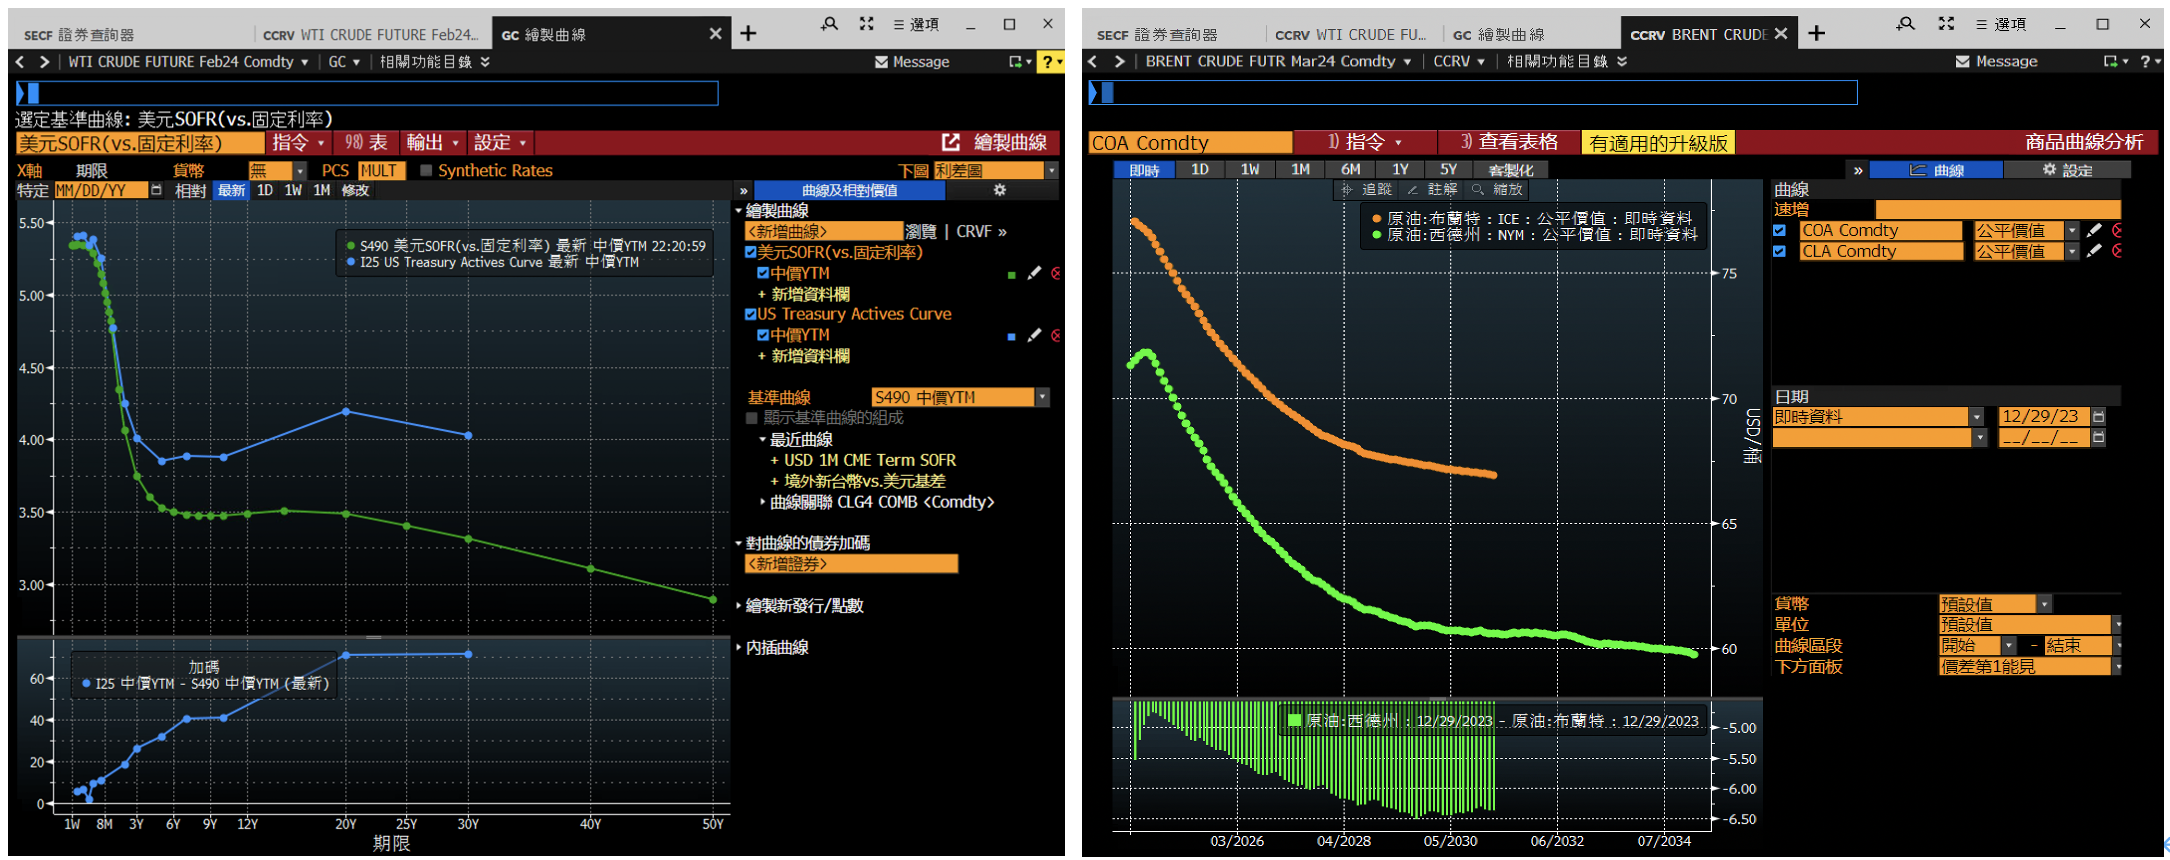 SECF 證券查詢器
CCRV WTI CRUDE FUTURE Feb24...
GC 繪製曲線
選項
WTI CRUDE FUTURE Feb24 Comdty
GC
相關功能目錄
Message
?
選定基準曲線: 美元SOFR(vs.固定利率)
美元SOFR(vs.固定利率)
指令
98) 表
輸出
設定
繪製曲線
X軸
期限
貨幣
無
PCS
MULT
Synthetic Rates
下圖
利差圖
特定
MM/DD/YY
相對
最新
1D
1W
1M
修改
»
曲線及相對價值
5.50
5.00
4.50
4.00
3.50
3.00
S490 美元SOFR(vs.固定利率) 最新 中價YTM 22:20:59
I25 US Treasury Actives Curve 最新 中價YTM
繪製曲線
<新增曲線>
瀏覽 | CRVF »
美元SOFR(vs.固定利率)
中價YTM
+ 新增資料欄
US Treasury Actives Curve
中價YTM
+ 新增資料欄
基準曲線
S490 中價YTM
顯示基準曲線的組成
最近曲線
+ USD 1M CME Term SOFR
+ 境外新台幣vs.美元基差
曲線關聯 CLG4 COMB <Comdty>
對曲線的債券加碼
<新增證券>
繪製新發行/點數
內插曲線
60
40
20
0
加碼
I25 中價YTM - S490 中價YTM (最新)
1W
8M
3Y
6Y
9Y
12Y
20Y
25Y
30Y
40Y
50Y
期限
SECF 證券查詢器
CCRV WTI CRUDE FU...
GC 繪製曲線
CCRV BRENT CRUDE
選項
BRENT CRUDE FUTR Mar24 Comdty
CCRV
相關功能目錄
Message
?
COA Comdty
1) 指令
3) 查看表格
有適用的升級版
商品曲線分析
即時
1D
1W
1M
6M
1Y
5Y
客製化
»
曲線
設定
追蹤
註解
縮放
原油:布蘭特 : ICE : 公平價值 : 即時資料
原油:西德州 : NYM : 公平價值 : 即時資料
75
70
65
60
USD/桶
曲線
速增
COA Comdty
公平價值
CLA Comdty
公平價值
日期
即時資料
12/29/23
__/__/__
貨幣
預設值
單位
預設值
曲線區段
開始
-
結束
下方面板
價差第1能見
原油:西德州 : 12/29/2023 - 原油:布蘭特 : 12/29/2023
-5.00
-5.50
-6.00
-6.50
03/2026
04/2028
05/2030
06/2032
07/2034